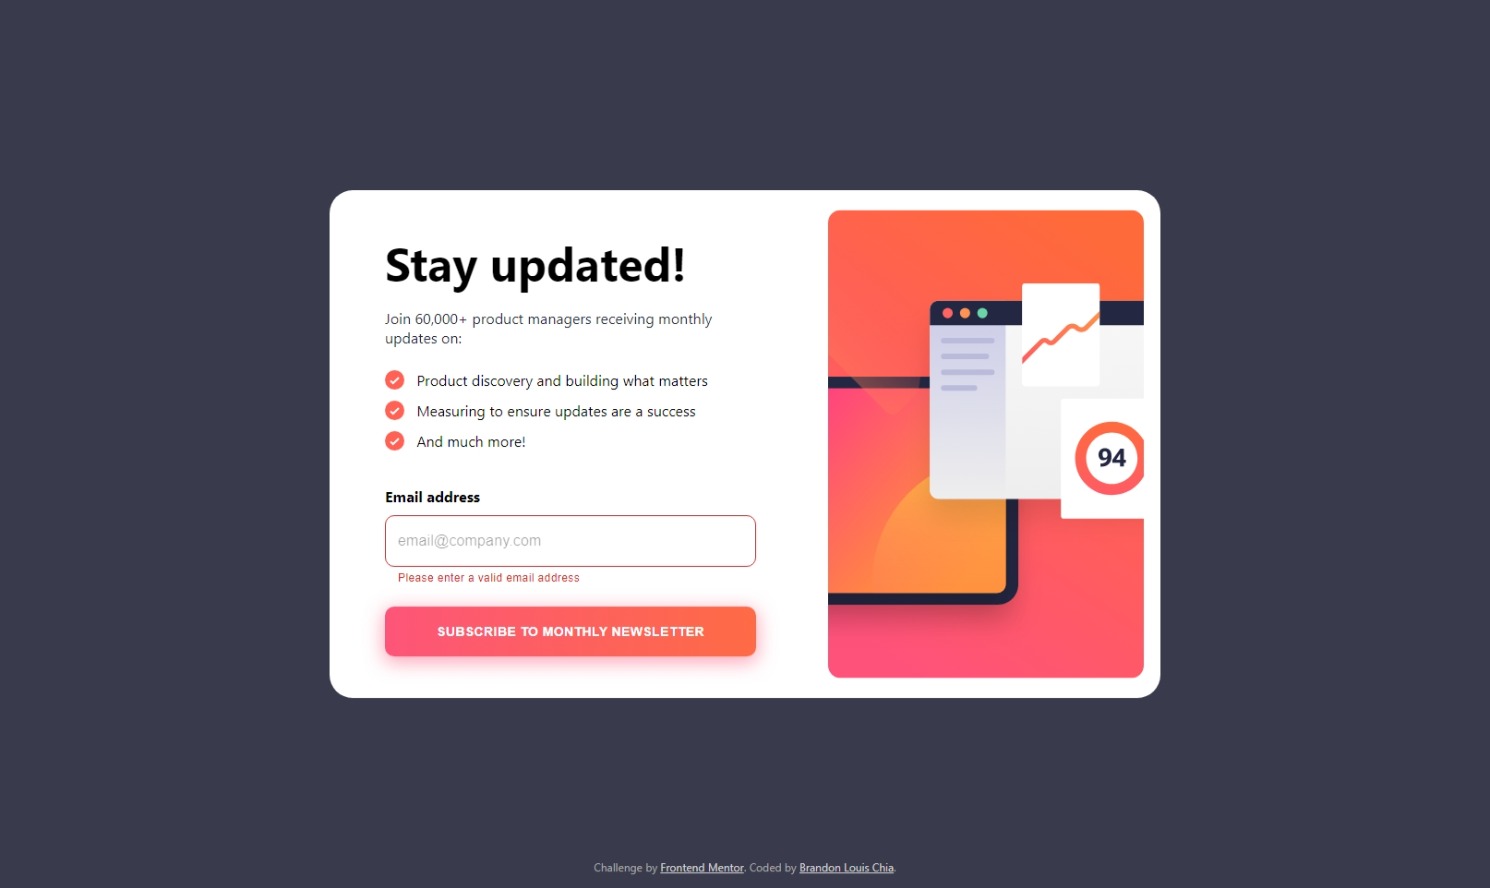 Stay updated!
Join 60,000+ product managers receiving monthly
updates on:
Product discovery and building what matters
Measuring to ensure updates are a success
And much more!
Email address
email@company.com
Please enter a valid email address
SUBSCRIBE TO MONTHLY NEWSLETTER
94
Challenge by Frontend Mentor. Coded by Brandon Louis Chia.